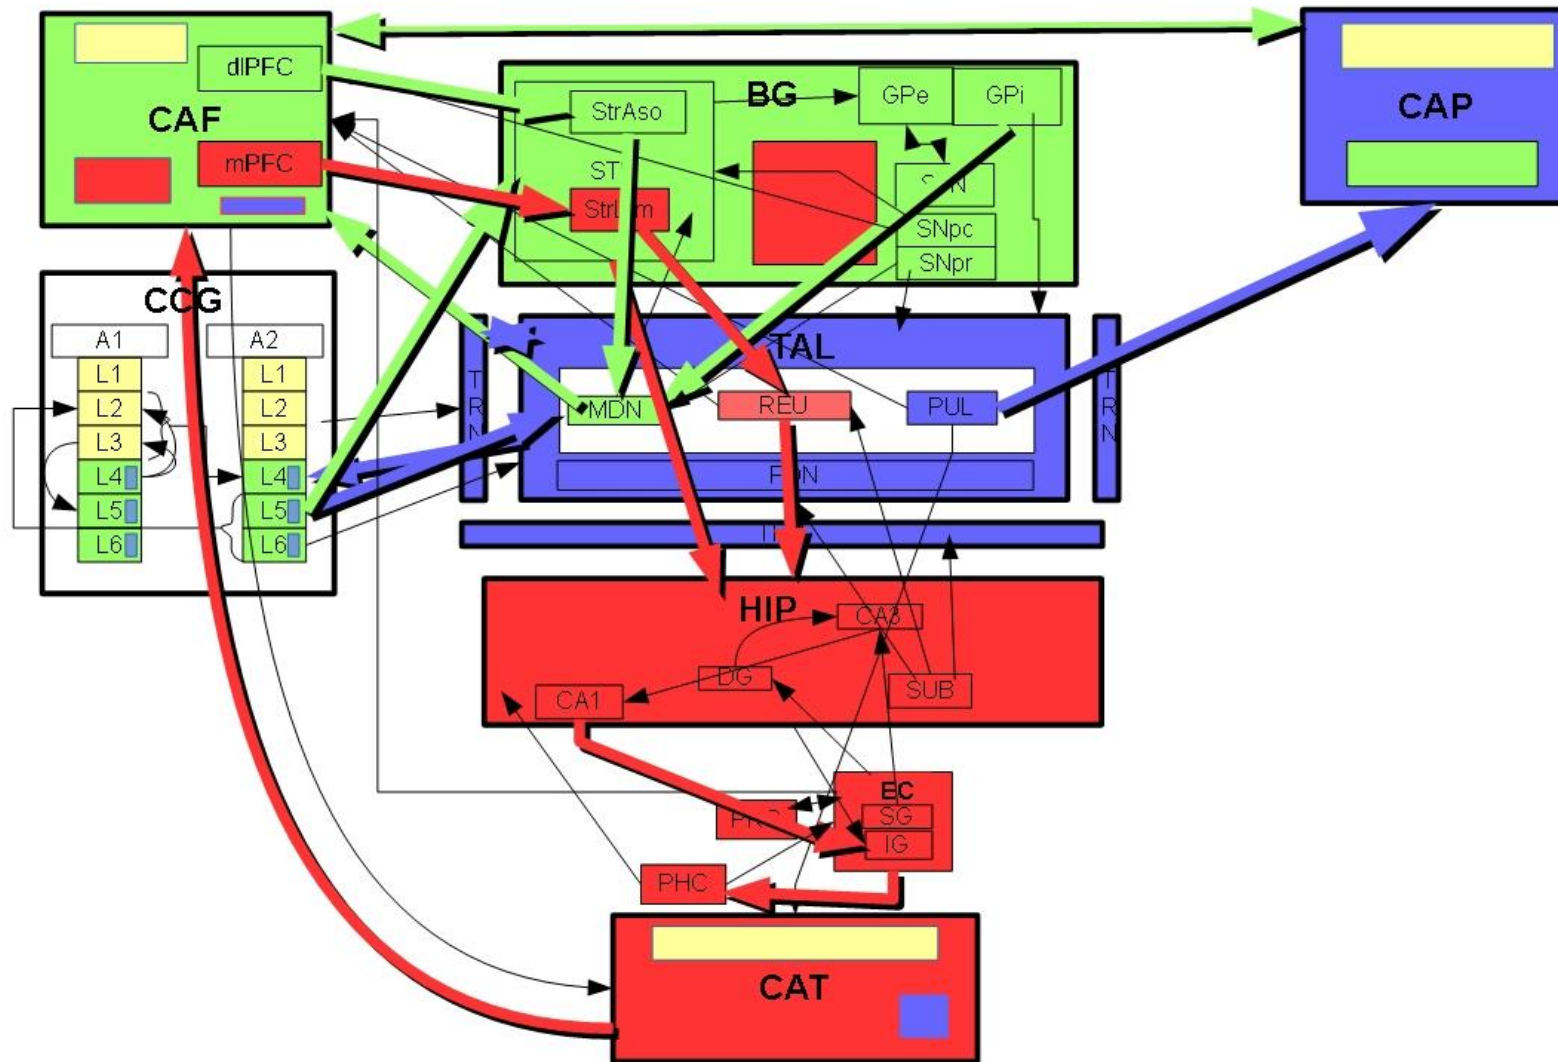 dlPFC
CAF
mPFC
BG
StrAso
GPe
GPi
SNpc
SNpr
CAP
CCG
A1
A2
L1
L1
L2
L2
L3
L3
L4
L4
L5
L5
L6
L6
TRN
TAL
MDN
REU
PUL
TRN
HIP
CA3
DG
CA1
SUB
EC
SG
IG
PHC
CAT